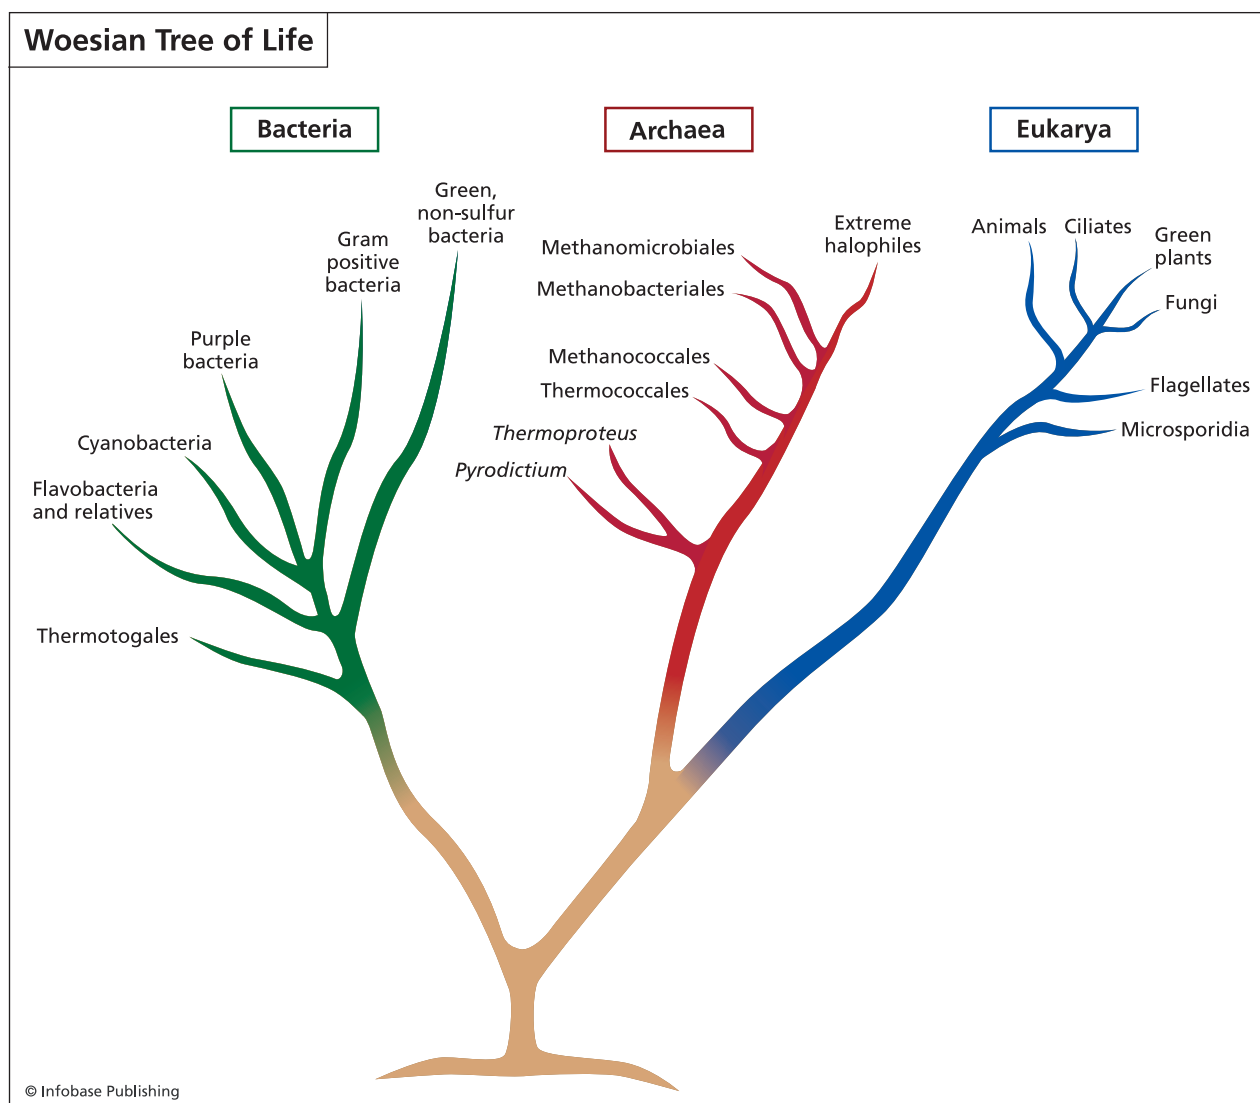 Woesian Tree of Life
Bacteria
Archaea
Eukarya
Green,
non-sulfur
bacteria
Gram
positive
bacteria
Purple
bacteria
Cyanobacteria
Flavobacteria
and relatives
Thermotogales
Methanomicrobiales
Extreme
halophiles
Methanobacteriales
Methanococcales
Thermococcales
Thermoproteus
Pyrodictium
Animals
Ciliates
Green
plants
Fungi
Flagellates
Microsporidia
© Infobase Publishing